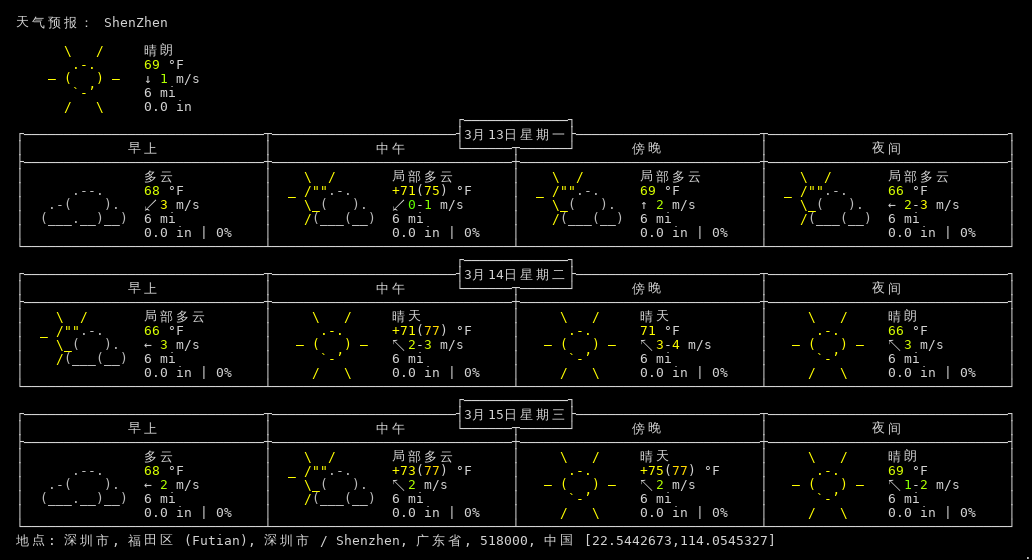 天气预报： ShenZhen
晴朗
69 °F
↓ 1 m/s
6 mi
0.0 in
3月13日星期一
早上 中午 傍晚 夜间
多云 局部多云 局部多云 局部多云
68 °F +71(75) °F 69 °F 66 °F
↙ 3 m/s ↙ 0-1 m/s ↑ 2 m/s ← 2-3 m/s
6 mi 6 mi 6 mi 6 mi
0.0 in | 0% 0.0 in | 0% 0.0 in | 0% 0.0 in | 0%
3月14日星期二
早上 中午 傍晚 夜间
局部多云 晴天 晴天 晴朗
66 °F +71(77) °F 71 °F 66 °F
← 3 m/s ↖ 2-3 m/s ↖ 3-4 m/s ↖ 3 m/s
6 mi 6 mi 6 mi 6 mi
0.0 in | 0% 0.0 in | 0% 0.0 in | 0% 0.0 in | 0%
3月15日星期三
早上 中午 傍晚 夜间
多云 局部多云 晴天 晴朗
68 °F +73(77) °F +75(77) °F 69 °F
← 2 m/s ↖ 2 m/s ↖ 2 m/s ↖ 1-2 m/s
6 mi 6 mi 6 mi 6 mi
0.0 in | 0% 0.0 in | 0% 0.0 in | 0% 0.0 in | 0%
地点: 深圳市, 福田区 (Futian), 深圳市 / Shenzhen, 广东省, 518000, 中国 [22.5442673,114.0545327]